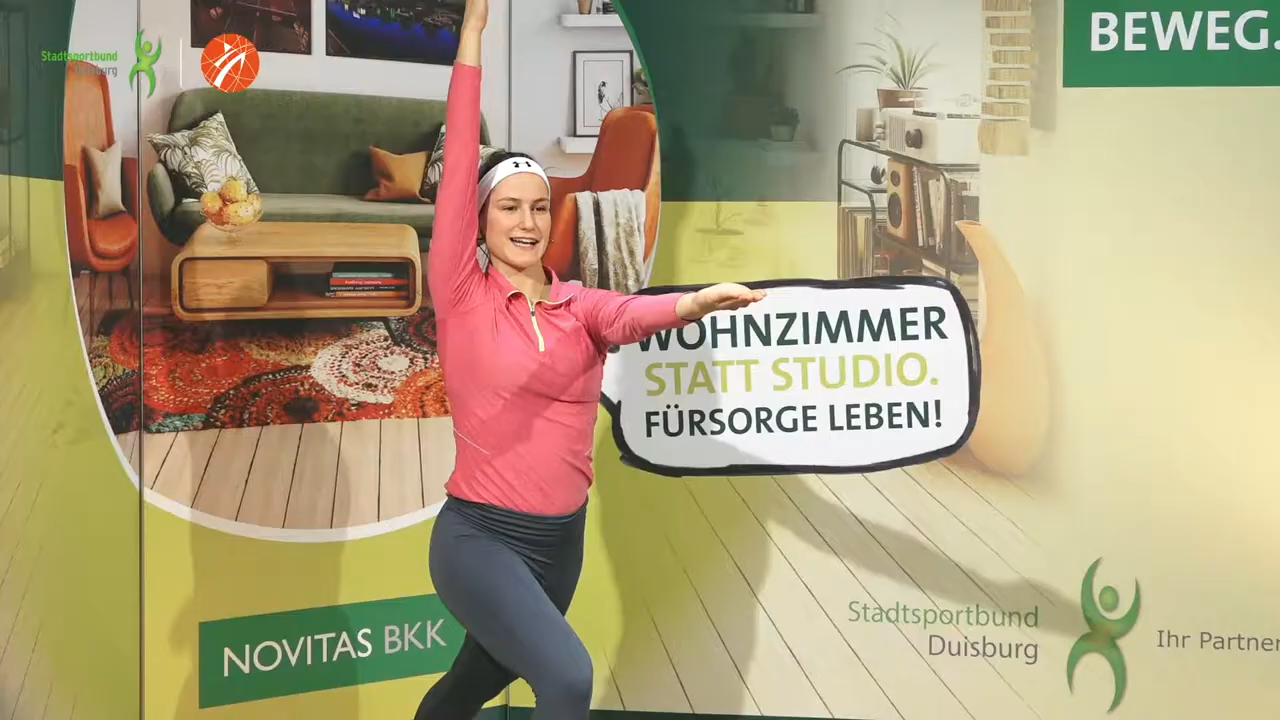 Stadtsportbund
Duisburg
BEWEG.
WOHNZIMMER
STATT STUDIO.
FÜRSORGE LEBEN!
NOVITAS BKK
Stadtsportbund
Duisburg
Ihr Partner